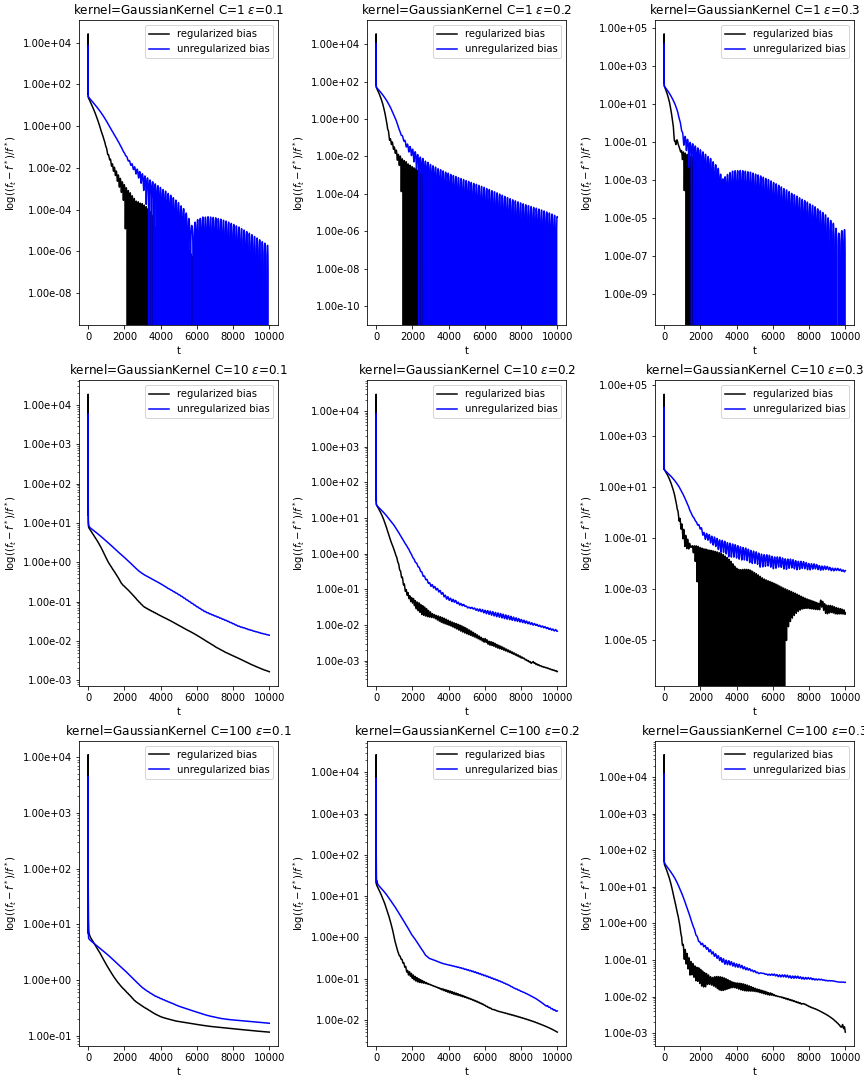 kernel=GaussianKernel C=1 ε=0.1
1.00e+04
1.00e+02
1.00e+00
1.00e-02
1.00e-04
1.00e-06
1.00e-08
log((f_t − f*)/f*)
regularized bias
unregularized bias
0 2000 4000 6000 8000 10000
t
kernel=GaussianKernel C=1 ε=0.2
1.00e+04
1.00e+02
1.00e+00
1.00e-02
1.00e-04
1.00e-06
1.00e-08
1.00e-10
log((f_t − f*)/f*)
regularized bias
unregularized bias
0 2000 4000 6000 8000 10000
t
kernel=GaussianKernel C=1 ε=0.3
1.00e+05
1.00e+03
1.00e+01
1.00e-01
1.00e-03
1.00e-05
1.00e-07
1.00e-09
log((f_t − f*)/f*)
regularized bias
unregularized bias
0 2000 4000 6000 8000 10000
t
kernel=GaussianKernel C=10 ε=0.1
1.00e+04
1.00e+03
1.00e+02
1.00e+01
1.00e+00
1.00e-01
1.00e-02
1.00e-03
log((f_t − f*)/f*)
regularized bias
unregularized bias
0 2000 4000 6000 8000 10000
t
kernel=GaussianKernel C=10 ε=0.2
1.00e+04
1.00e+03
1.00e+02
1.00e+01
1.00e+00
1.00e-01
1.00e-02
1.00e-03
log((f_t − f*)/f*)
regularized bias
unregularized bias
0 2000 4000 6000 8000 10000
t
kernel=GaussianKernel C=10 ε=0.3
1.00e+05
1.00e+03
1.00e+01
1.00e-01
1.00e-03
1.00e-05
log((f_t − f*)/f*)
regularized bias
unregularized bias
0 2000 4000 6000 8000 10000
t
kernel=GaussianKernel C=100 ε=0.1
1.00e+04
1.00e+03
1.00e+02
1.00e+01
1.00e+00
1.00e-01
log((f_t − f*)/f*)
regularized bias
unregularized bias
0 2000 4000 6000 8000 10000
t
kernel=GaussianKernel C=100 ε=0.2
1.00e+04
1.00e+03
1.00e+02
1.00e+01
1.00e+00
1.00e-01
1.00e-02
log((f_t − f*)/f*)
regularized bias
unregularized bias
0 2000 4000 6000 8000 10000
t
kernel=GaussianKernel C=100 ε=0.3
1.00e+04
1.00e+03
1.00e+02
1.00e+01
1.00e+00
1.00e-01
1.00e-02
1.00e-03
log((f_t − f*)/f*)
regularized bias
unregularized bias
0 2000 4000 6000 8000 10000
t